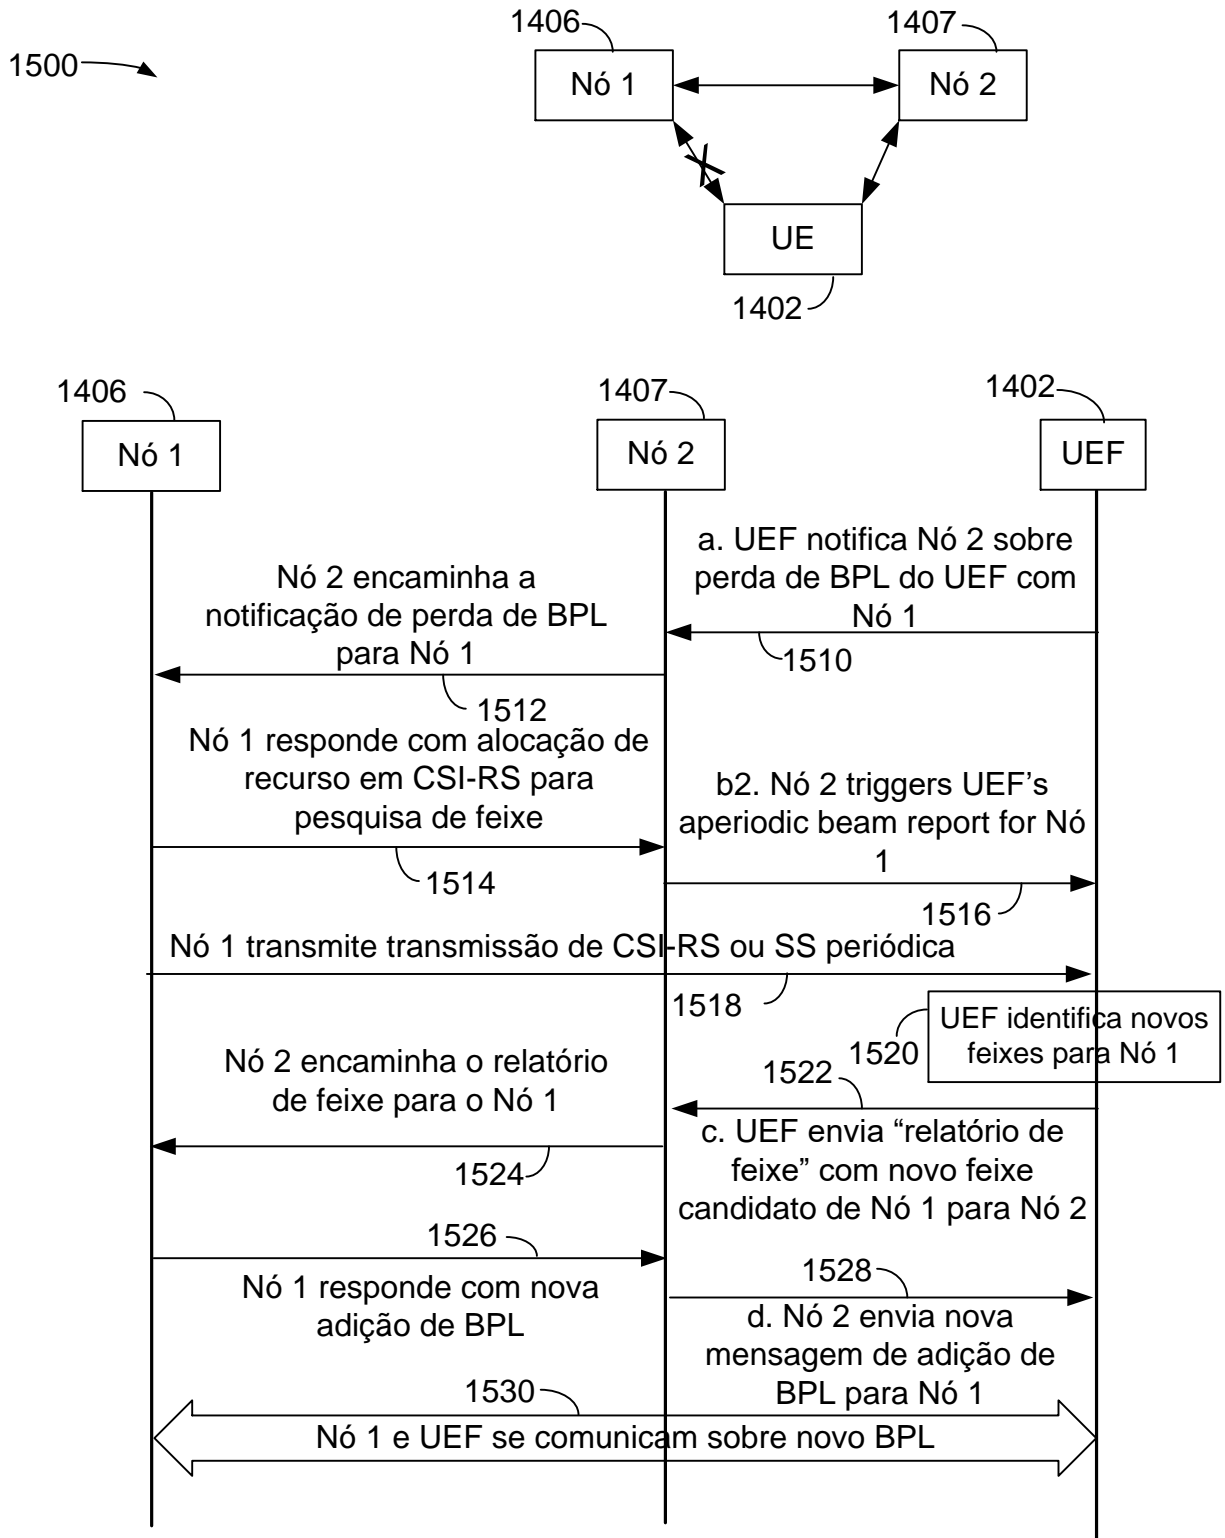 1406
1407
1500
Nó 1
Nó 2
UE
1402
1406
1407
1402
Nó 1
Nó 2
UEF
a. UEF notifica Nó 2 sobre
perda de BPL do UEF com
Nó 1
1510
Nó 2 encaminha a
notificação de perda de BPL
para Nó 1
1512
Nó 1 responde com alocação de
recurso em CSI-RS para
pesquisa de feixe
1514
b2. Nó 2 triggers UEF’s
aperiodic beam report for Nó
1
1516
Nó 1 transmite transmissão de CSI-RS ou SS periódica
1518
UEF identifica novos
feixes para Nó 1
1520
1522
c. UEF envia “relatório de
feixe” com novo feixe
candidato de Nó 1 para Nó 2
Nó 2 encaminha o relatório
de feixe para o Nó 1
1524
1526
Nó 1 responde com nova
adição de BPL
1528
d. Nó 2 envia nova
mensagem de adição de
BPL para Nó 1
1530
Nó 1 e UEF se comunicam sobre novo BPL